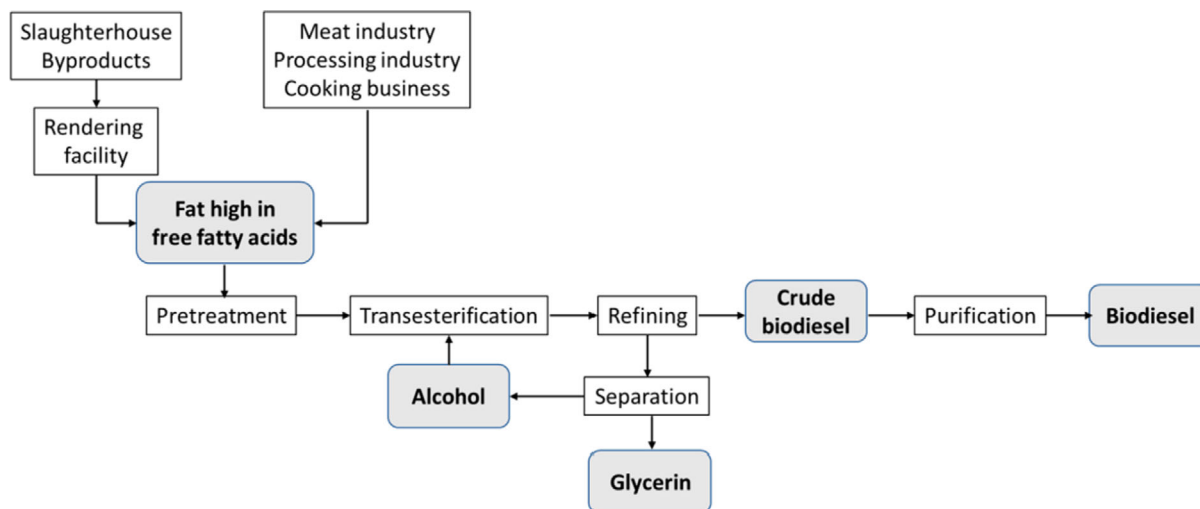 Slaughterhouse
Byproducts
Meat industry
Processing industry
Cooking business
Rendering
facility
Fat high in
free fatty acids
Pretreatment
Transesterification
Refining
Crude
biodiesel
Purification
Biodiesel
Alcohol
Separation
Glycerin